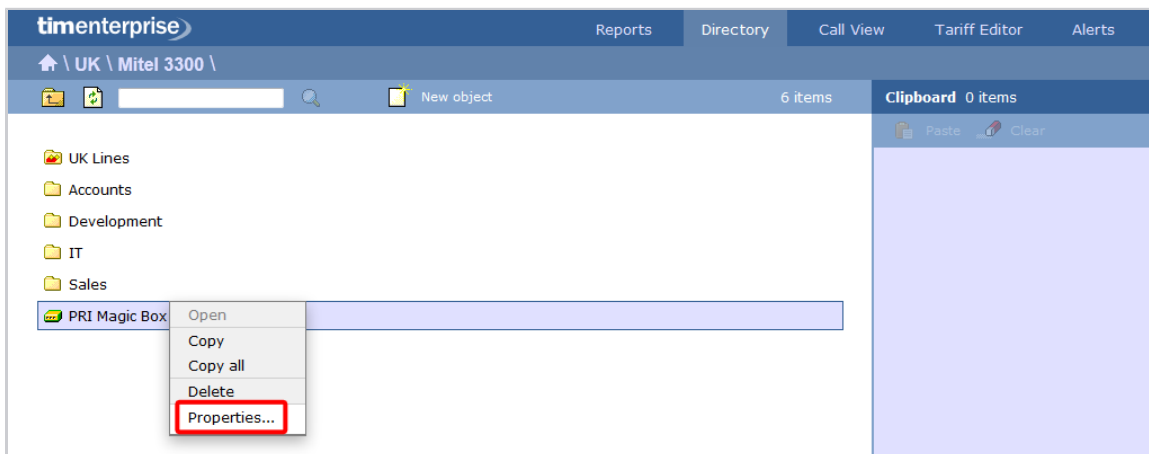 timenterprise Reports Directory Call View Tariff Editor Alerts
\ UK \ Mitel 3300 \
New object 6 items Clipboard 0 items
Paste Clear
UK Lines
Accounts
Development
IT
Sales
PRI Magic Box Open
Copy
Copy all
Delete
Properties...